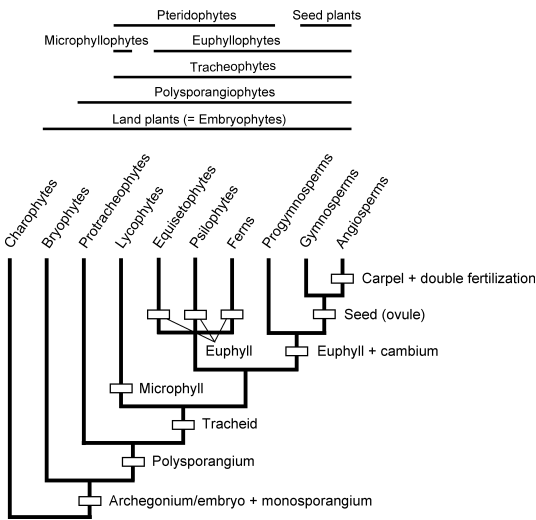 Pteridophytes Seed plants
Microphyllophytes Euphyllophytes
Tracheophytes
Polysporangiophytes
Land plants (= Embryophytes)
Charophytes
Bryophytes
Protracheophytes
Lycophytes
Equisetophytes
Psilophytes
Ferns
Progymnosperms
Gymnosperms
Angiosperms
Carpel + double fertilization
Seed (ovule)
Euphyll
Euphyll + cambium
Microphyll
Tracheid
Polysporangium
Archegonium/embryo + monosporangium